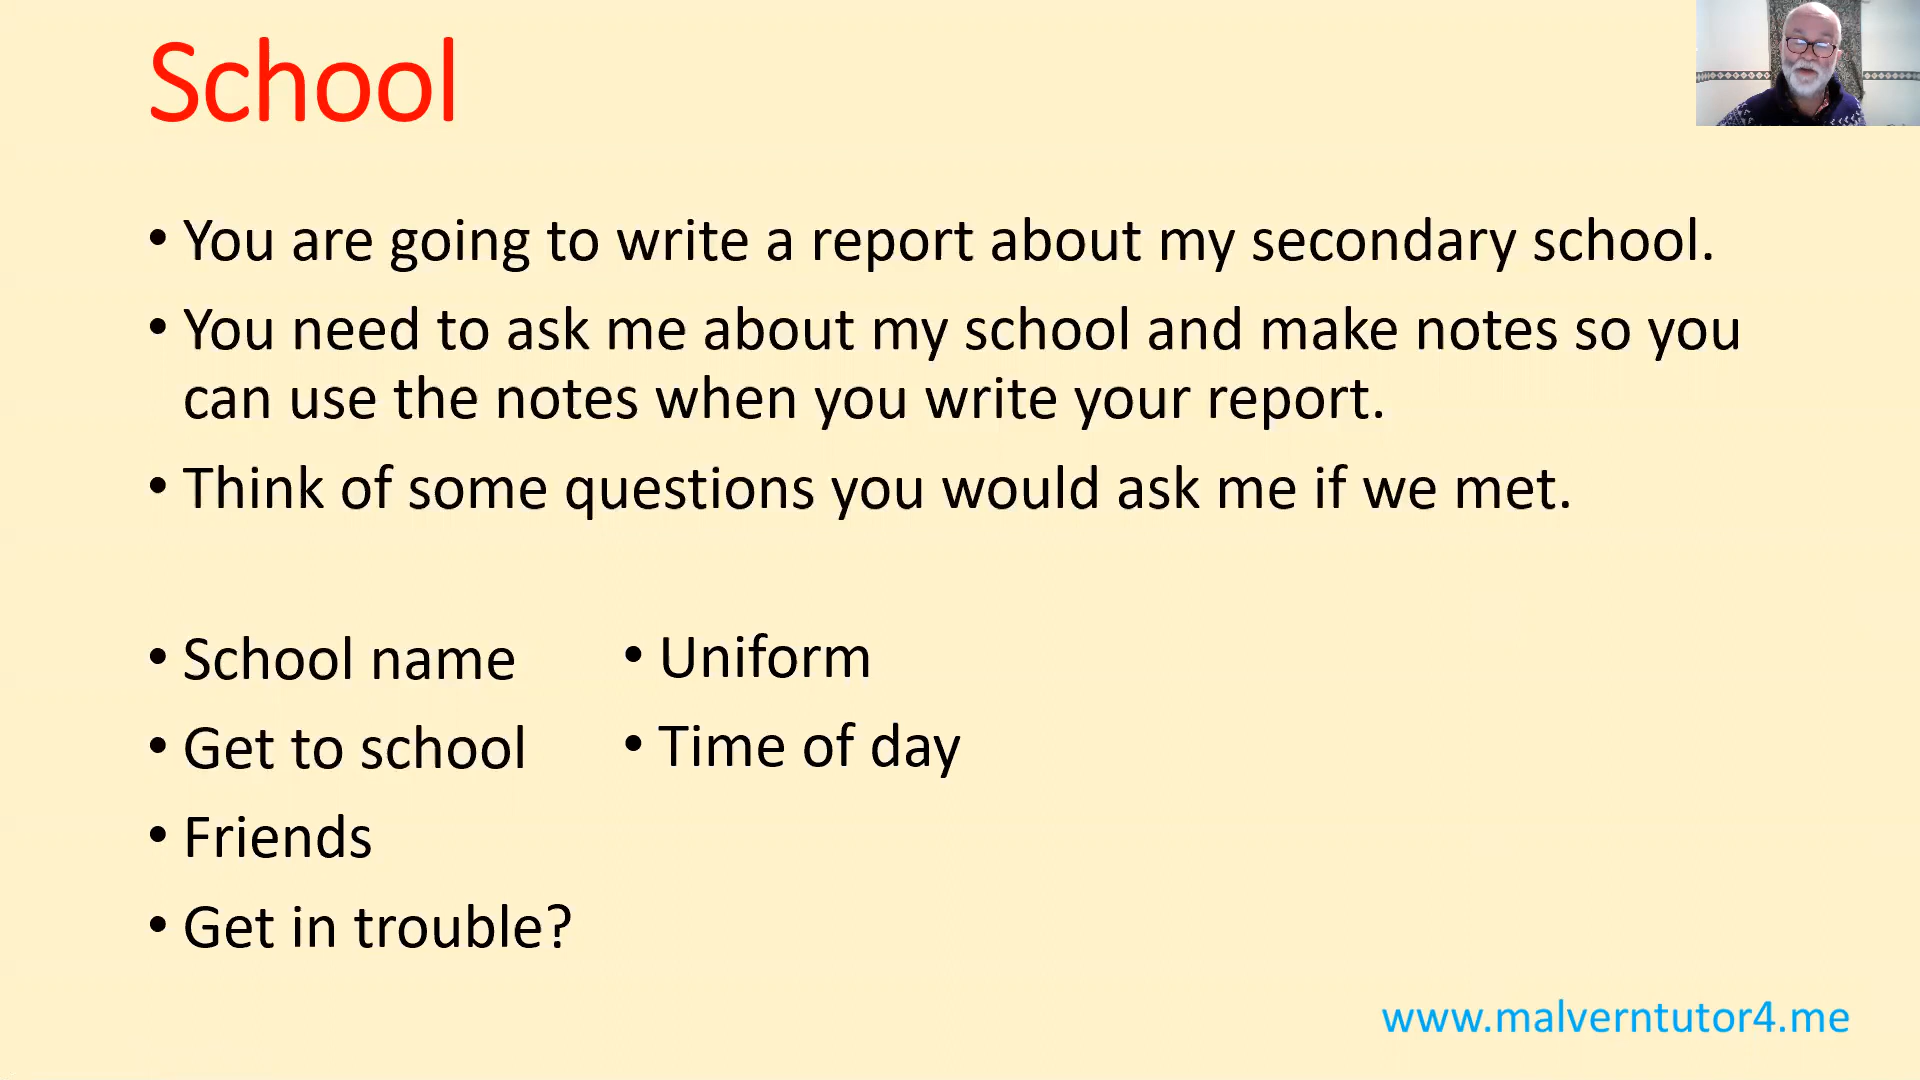 School
• You are going to write a report about my secondary school.
• You need to ask me about my school and make notes so you
can use the notes when you write your report.
• Think of some questions you would ask me if we met.
• School name
• Get to school
• Friends
• Get in trouble?
• Uniform
• Time of day
www.malverntutor4.me